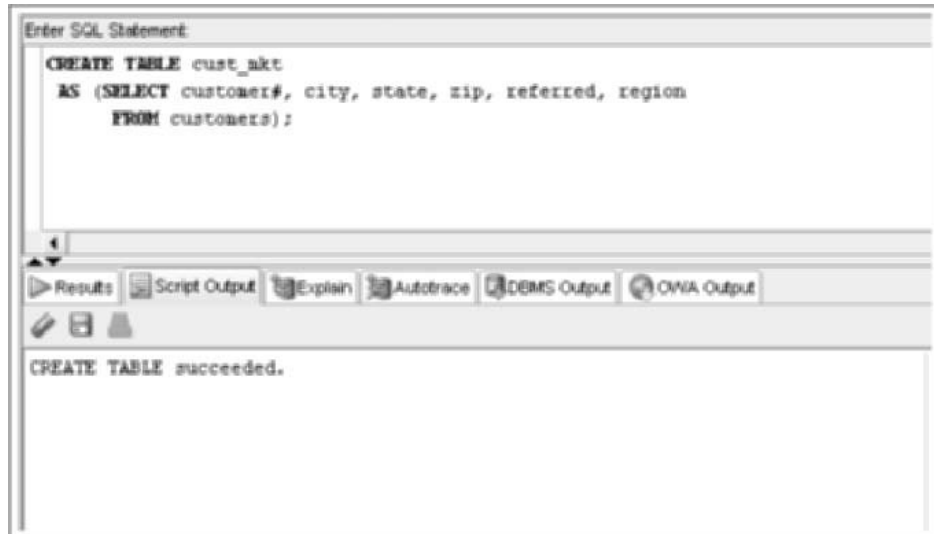 Enter SQL Statement:
CREATE TABLE cust_mkt
AS (SELECT customer#, city, state, zip, referred, region
FROM customers);
Results Script Output Explain Autotrace DBMS Output OWA Output
CREATE TABLE succeeded.